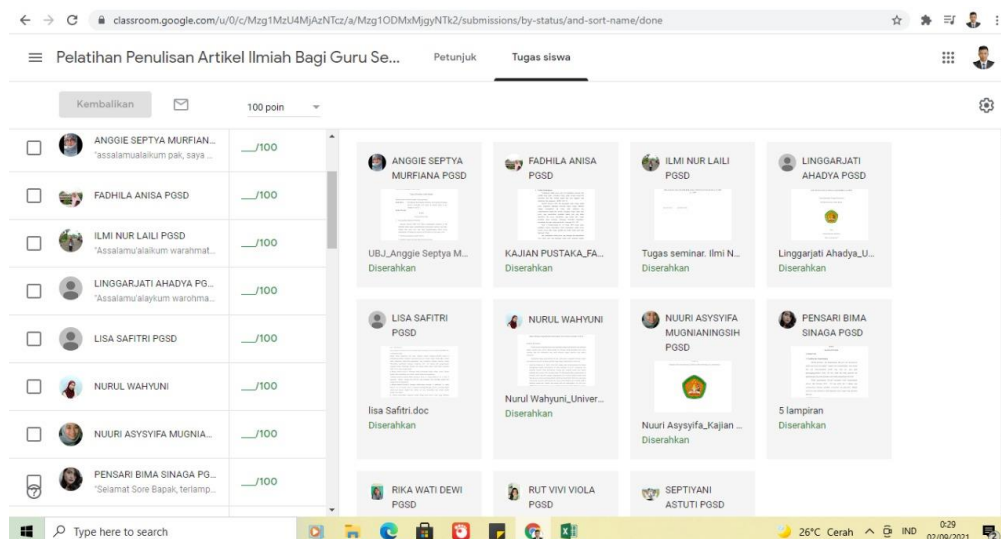 classroom.google.com/u/0/c/Mzg1MzU4MjAzNTcz/a/Mzg1ODMxMjgyNTk2/submissions/by-status/and-sort-name/done
Pelatihan Penulisan Artikel Ilmiah Bagi Guru Se...
Petunjuk
Tugas siswa
Kembalikan
100 poin
ANGGIE SEPTYA MURFIAN...
"assalamualaikum pak, saya ...
__/100
FADHILA ANISA PGSD
__/100
ILMI NUR LAILI PGSD
"Assalamu'alaikum warahmat...
__/100
LINGGARJATI AHADYA PG...
"Assalamu'alaykum warohma...
__/100
LISA SAFITRI PGSD
__/100
NURUL WAHYUNI
__/100
NUURI ASYSYIFA MUGNIA...
__/100
PENSARI BIMA SINAGA PG...
"Selamat Sore Bapak, terlamp...
__/100
ANGGIE SEPTYA
MURFIANA PGSD
UBJ_Anggie Septya M...
Diserahkan
FADHILA ANISA
PGSD
KAJIAN PUSTAKA_FA...
Diserahkan
ILMI NUR LAILI
PGSD
Tugas seminar. Ilmi N...
Diserahkan
LINGGARJATI
AHADYA PGSD
Linggarjati Ahadya_U...
Diserahkan
LISA SAFITRI
PGSD
lisa Safitri.doc
Diserahkan
NURUL WAHYUNI
Nurul Wahyuni_Univer...
Diserahkan
NUURI ASYSYIFA
MUGNIANINGSIH
PGSD
Nuuri Asysyifa_Kajian ...
Diserahkan
PENSARI BIMA
SINAGA PGSD
5 lampiran
Diserahkan
RIKA WATI DEWI
PGSD
RUT VIVI VIOLA
PGSD
SEPTIYANI
ASTUTI PGSD
Type here to search
26°C Cerah
IND
0:29
02/09/2021